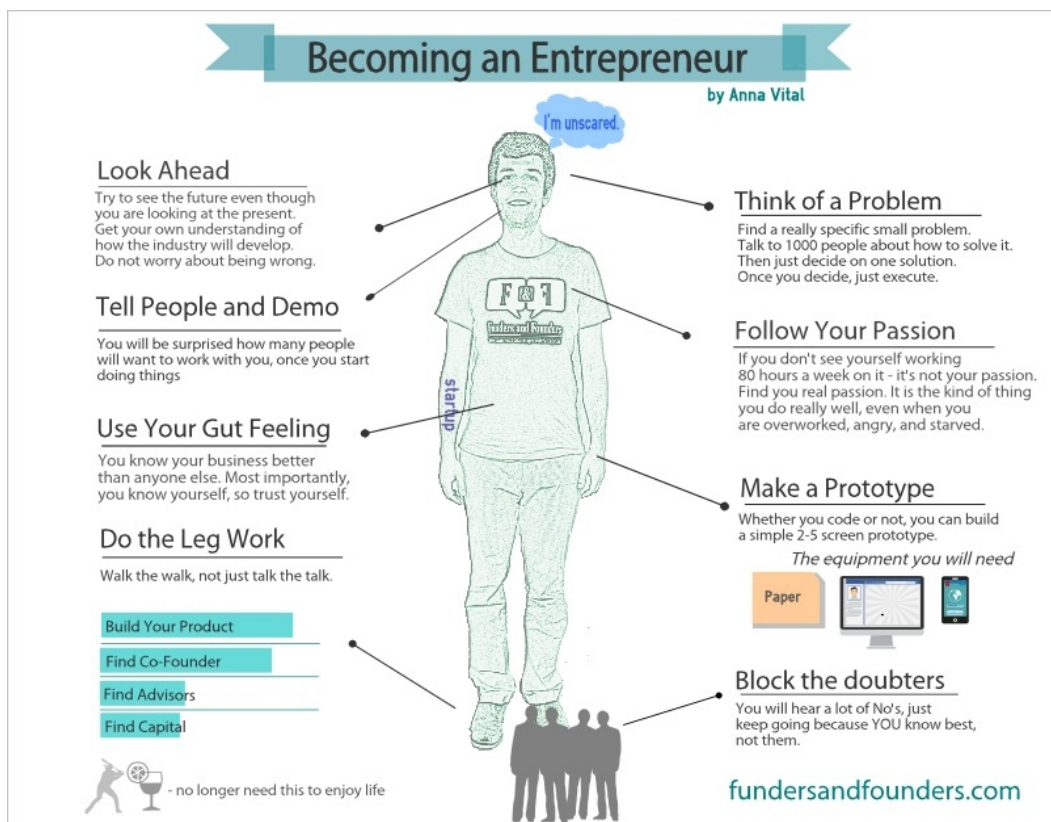 Becoming an Entrepreneur
by Anna Vital
I'm unscared.
Look Ahead
Try to see the future even though
you are looking at the present.
Get your own understanding of
how the industry will develop.
Do not worry about being wrong.
Tell People and Demo
You will be surprised how many people
will want to work with you, once you start
doing things
Use Your Gut Feeling
You know your business better
than anyone else. Most importantly,
you know yourself, so trust yourself.
Do the Leg Work
Walk the walk, not just talk the talk.
Build Your Product
Find Co-Founder
Find Advisors
Find Capital
- no longer need this to enjoy life
F & F
Funders and Founders
startup
Think of a Problem
Find a really specific small problem.
Talk to 1000 people about how to solve it.
Then just decide on one solution.
Once you decide, just execute.
Follow Your Passion
If you don't see yourself working
80 hours a week on it - it's not your passion.
Find you real passion. It is the kind of thing
you do really well, even when you
are overworked, angry, and starved.
Make a Prototype
Whether you code or not, you can build
a simple 2-5 screen prototype.
The equipment you will need
Paper
Block the doubters
You will hear a lot of No's, just
keep going because YOU know best,
not them.
fundersandfounders.com